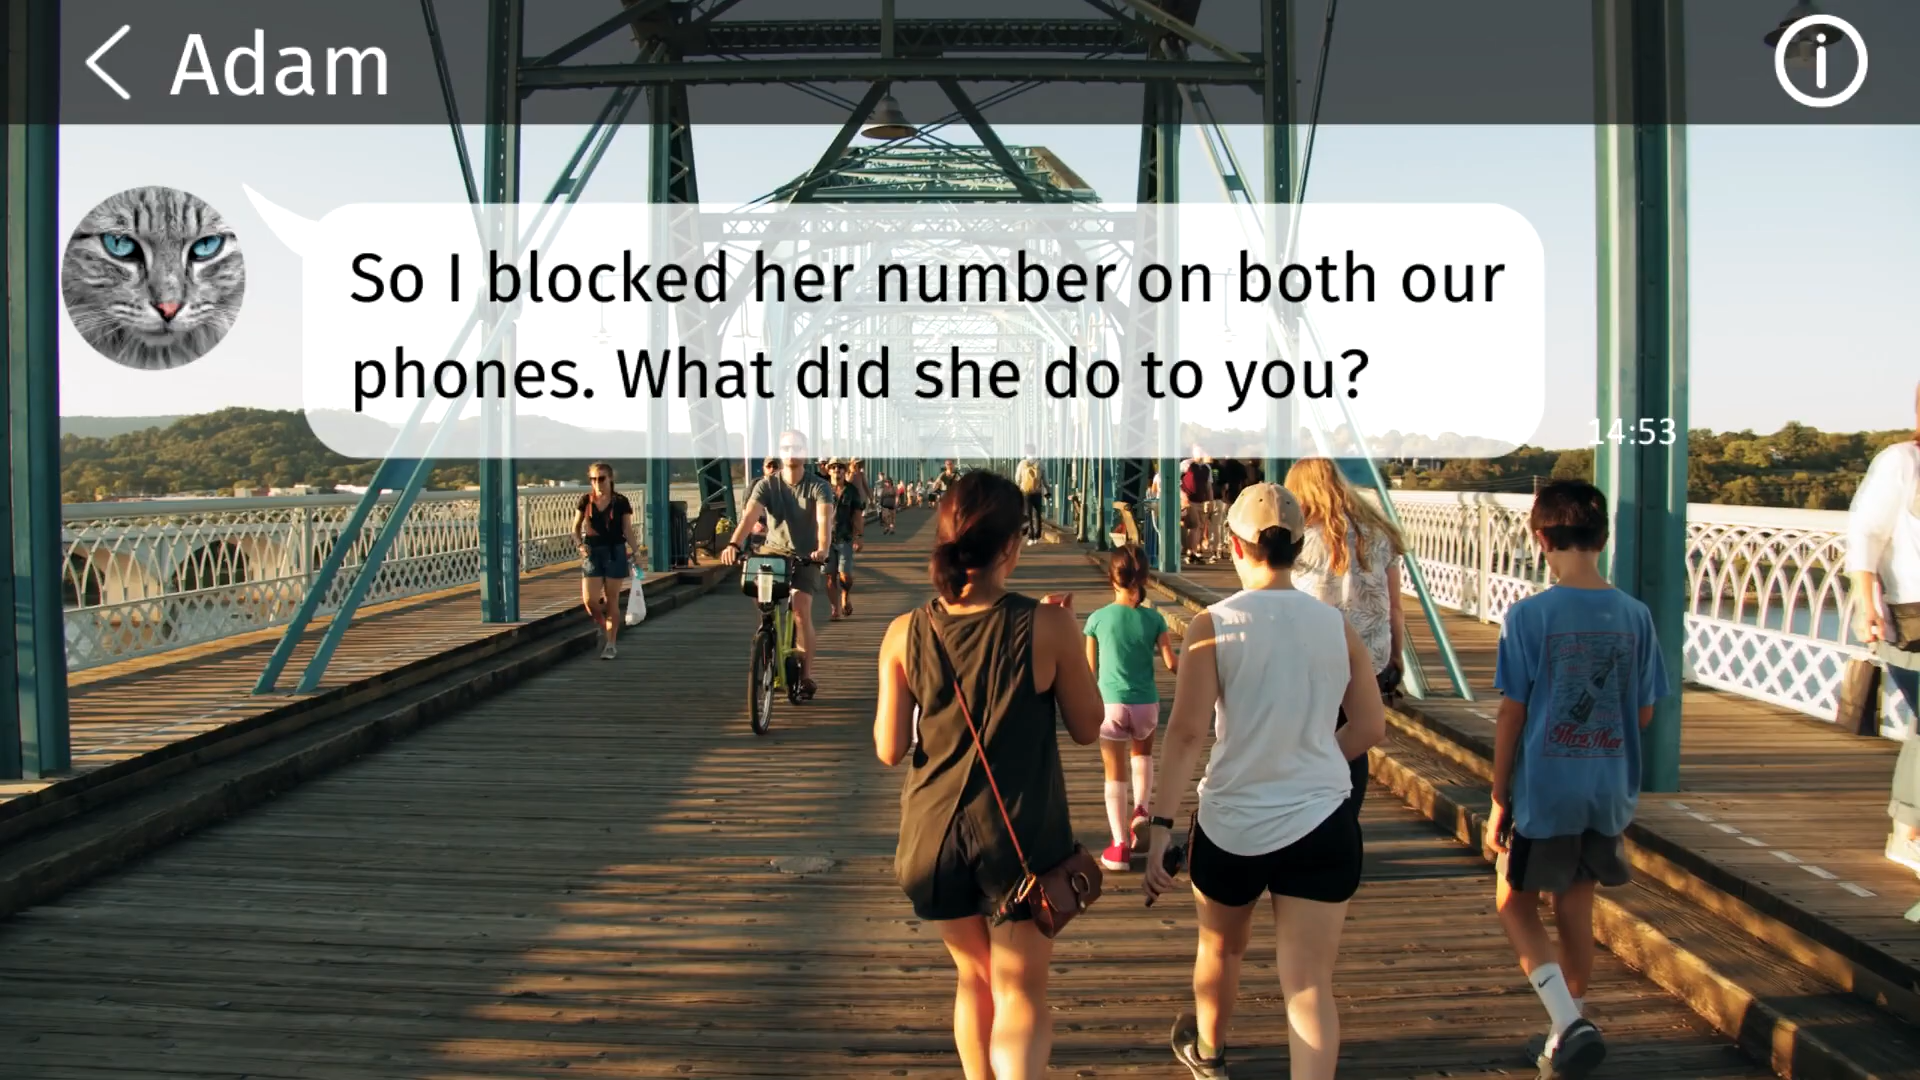 Adam
So I blocked her number on both our
phones. What did she do to you?
14:53